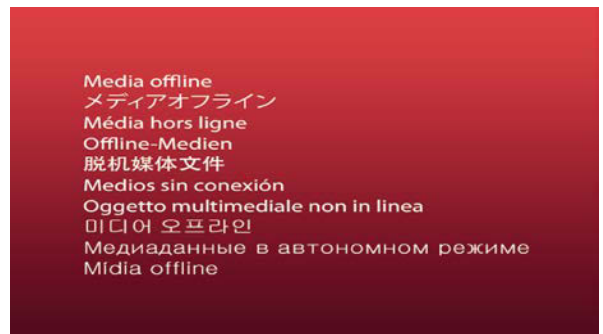 Media offline
メディアオフライン
Média hors ligne
Offline-Medien
脱机媒体文件
Medios sin conexión
Oggetto multimediale non in linea
미디어 오프라인
Медиаданные в автономном режиме
Mídia offline